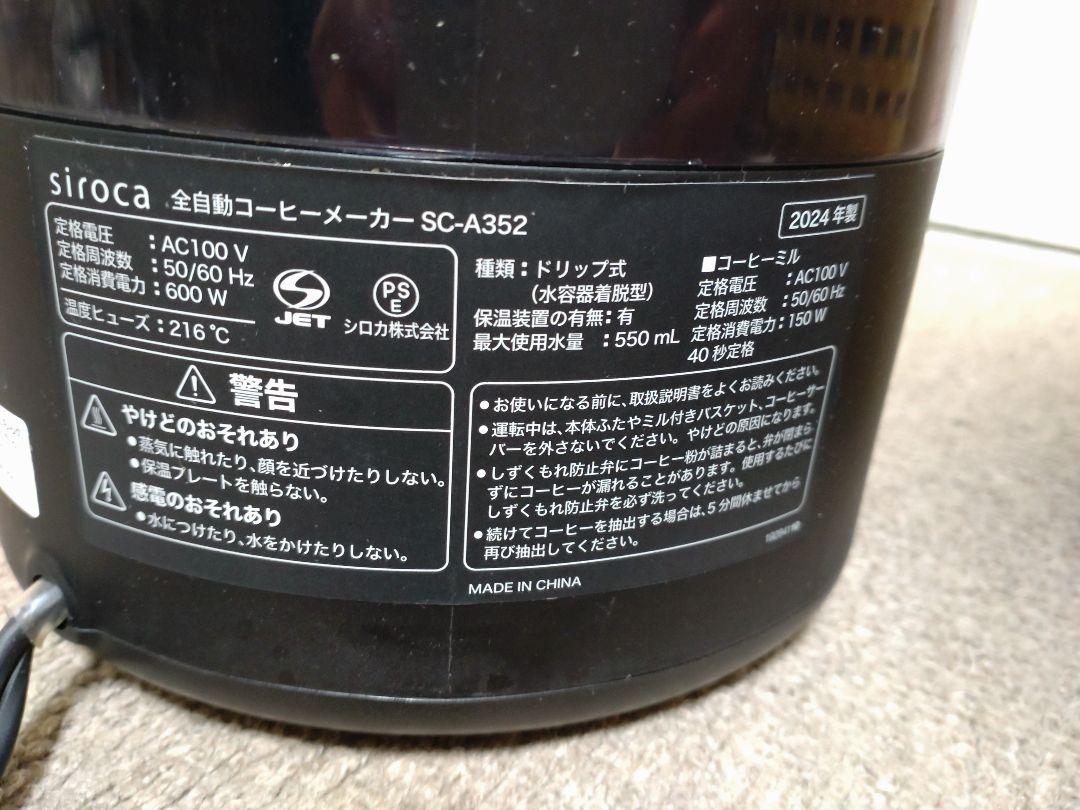 siroca 全自動コーヒーメーカー SC-A352
2024年製
定格電圧 : AC100 V
定格周波数 : 50/60 Hz
定格消費電力 : 600 W
温度ヒューズ : 216 ℃
JET
PS
E
シロカ株式会社
種類 : ドリップ式
(水容器着脱型)
保温装置の有無 : 有
最大使用水量 : 550 mL
■コーヒーミル
定格電圧 : AC100 V
定格周波数 : 50/60 Hz
定格消費電力 : 150 W
40 秒定格
警告
やけどのおそれあり
●蒸気に触れたり、顔を近づけたりしない。
●保温プレートを触らない。
感電のおそれあり
●水につけたり、水をかけたりしない。
●お使いになる前に、取扱説明書をよくお読みください。
●運転中は、本体ふたやミル付きバスケット、コーヒーサー
バーを外さないでください。やけどの原因になります。
●しずくもれ防止弁にコーヒー粉が詰まると、弁が閉まら
ずにコーヒーが漏れることがあります。使用するたびに
しずくもれ防止弁を必ず洗ってください。
●続けてコーヒーを抽出する場合は、5 分間休ませてから
再び抽出してください。
MADE IN CHINA